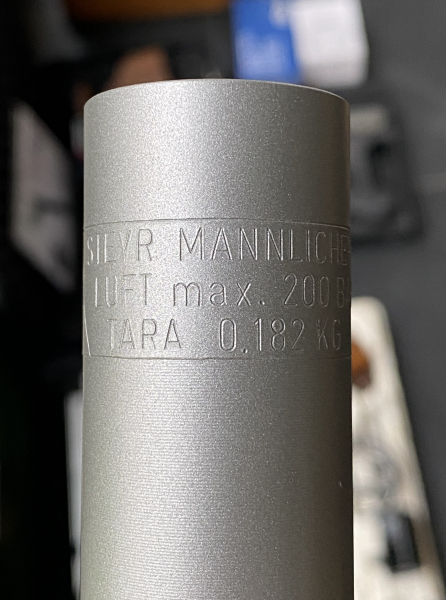 STEYR MANNLICHE
LUFT max. 200 B
TARA 0,182 KG